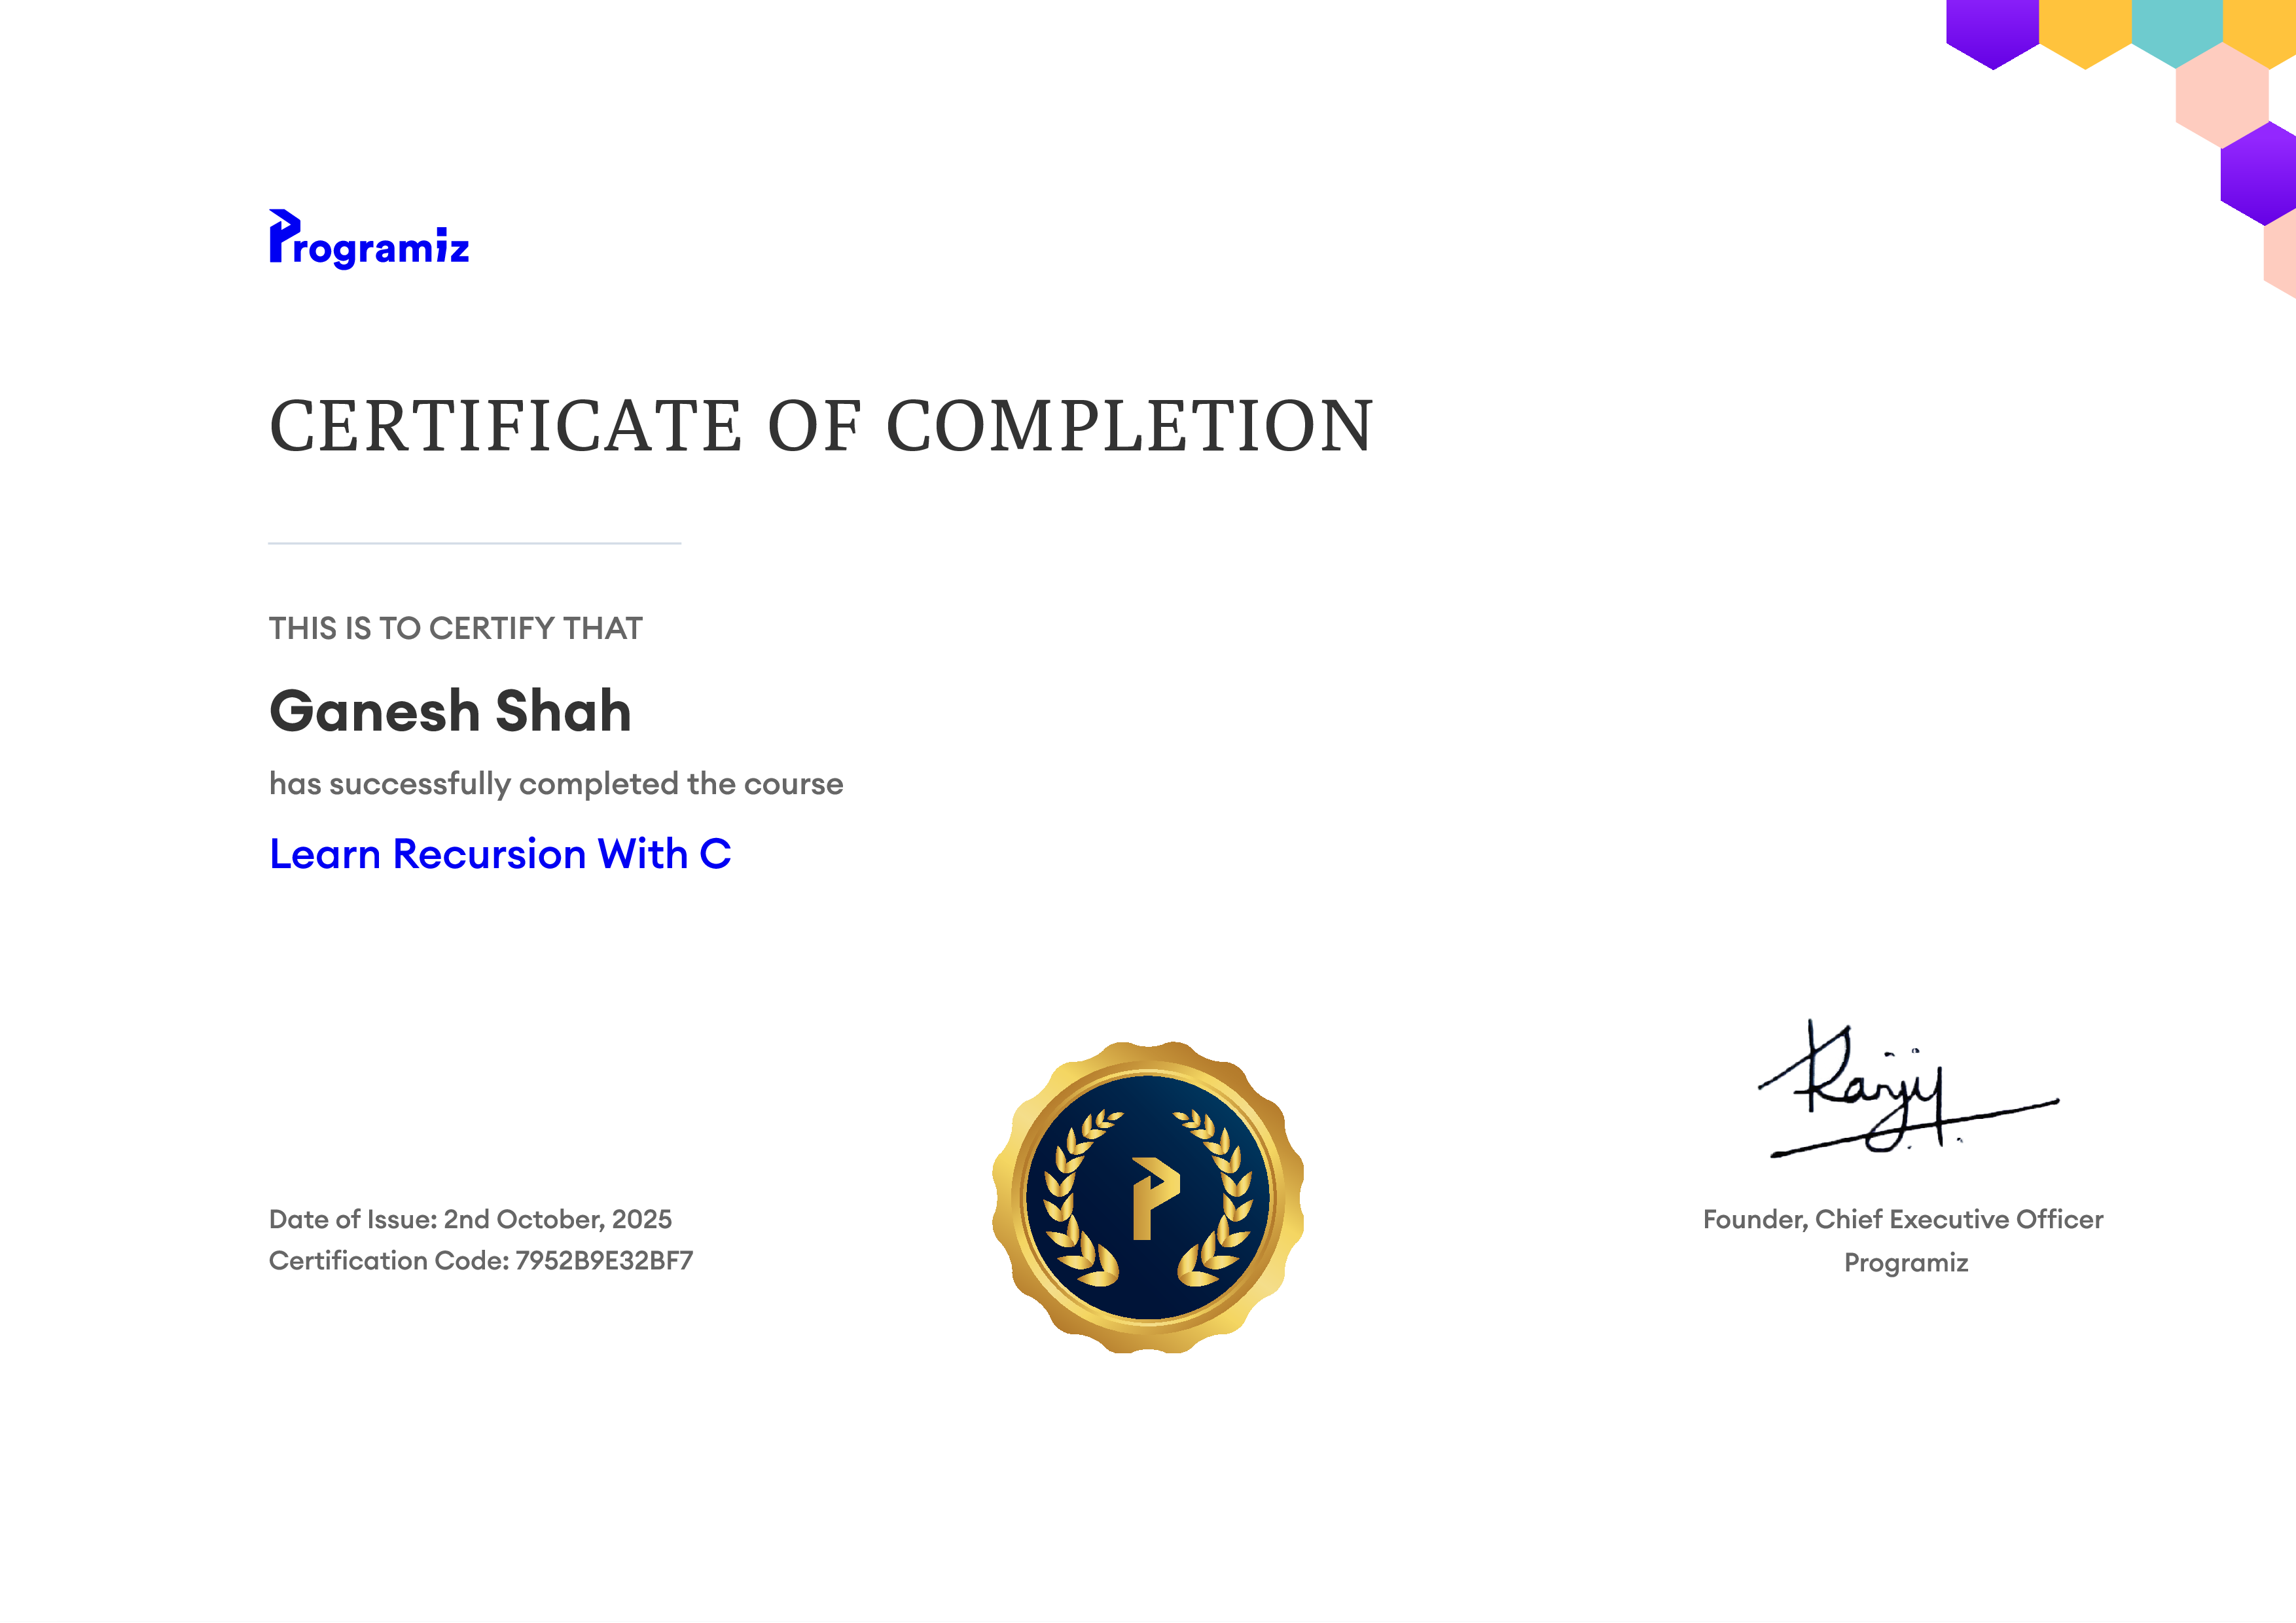 Programiz
CERTIFICATE OF COMPLETION
THIS IS TO CERTIFY THAT
Ganesh Shah
has successfully completed the course
Learn Recursion With C
Date of Issue: 2nd October, 2025
Certification Code: 7952B9E32BF7
Founder, Chief Executive Officer
Programiz